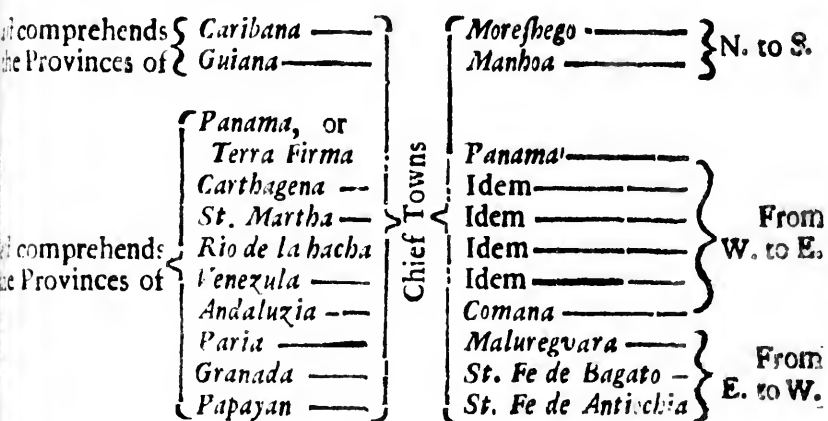 comprehends Caribana Moreſhego N. to S.
the Provinces of Guiana Manhoa
Panama, or
Terra Firma Panama
Carthagena Idem
St. Martha Idem From
comprehends Rio de la hacha Idem W. to E.
Provinces of Venezula Idem
Andaluzia Comana
Paria Maluregvara From
Granada St. Fe de Bagato E. to W.
Papayan St. Fe de Antiochia
Chief Towns